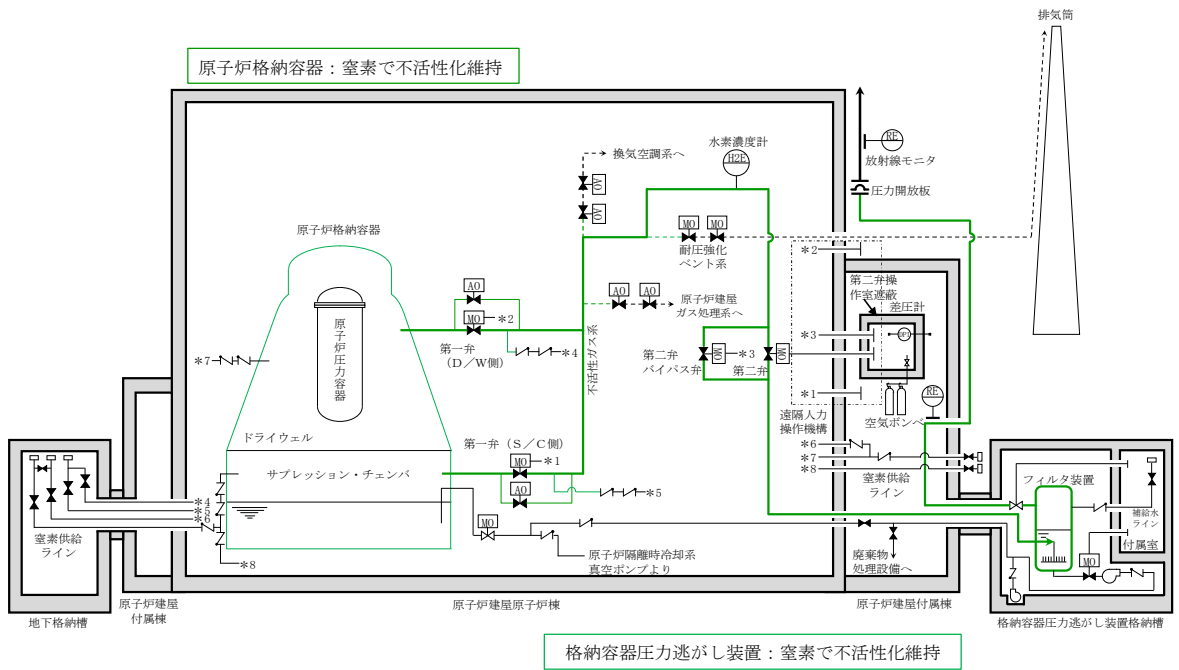 排気筒
原子炉格納容器：窒素で不活性化維持
水素濃度計
H2E
換気空調系へ
AO
AO
RE
放射線モニタ
圧力開放板
原子炉格納容器
MO
MO
耐圧強化
ベント系
＊2
第二弁操
作室遮蔽
差圧計
AO
MO
＊2
第一弁
（D／W側）
＊4
AO
AO
原子炉建屋
ガス処理系へ
不活性ガス系
原子炉圧力容器
＊7
第二弁
バイパス弁
MO
＊3
第二弁
MO
＊3
DPI
＊1
遠隔人力
操作機構
空気ボンベ
RE
ドライウェル
サプレッション・チェンバ
第一弁（S／C側）
MO
＊1
AO
＊5
＊6
＊7
＊8
窒素供給
ライン
フィルタ装置
補給水
ライン
付属室
MO
＊4
＊5
＊6
窒素供給
ライン
＊8
MO
原子炉隔離時冷却系
真空ポンプより
廃棄物
処理設備へ
地下格納槽
原子炉建屋
付属棟
原子炉建屋原子炉棟
原子炉建屋付属棟
格納容器圧力逃がし装置格納槽
格納容器圧力逃がし装置：窒素で不活性化維持